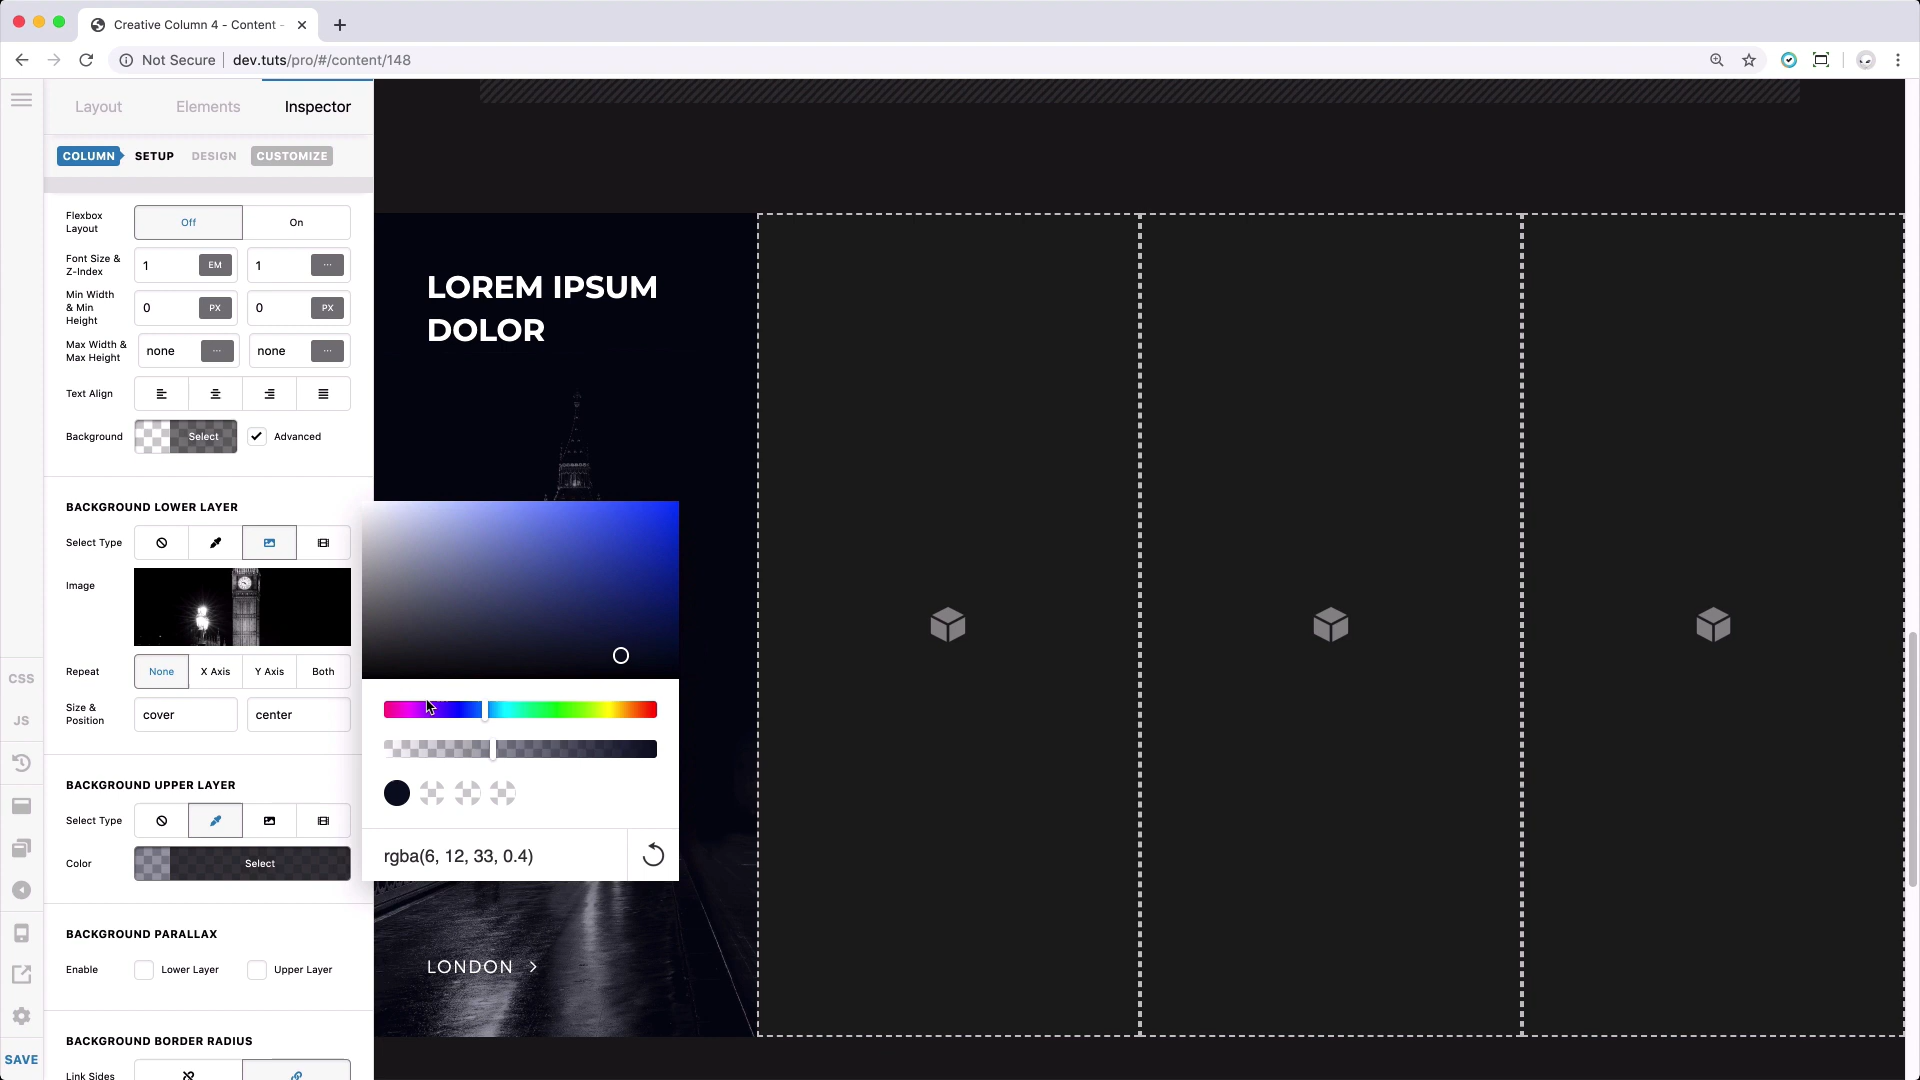 Creative Column 4 - Content -
Not Secure
dev.tuts/pro/#/content/148
Layout
Elements
Inspector
COLUMN
SETUP
DESIGN
CUSTOMIZE
Flexbox
Layout
Off
On
Font Size &
Z-Index
1
EM
1
...
Min Width
& Min
Height
0
PX
0
PX
Max Width &
Max Height
none
...
none
...
Text Align
Background
Select
Advanced
BACKGROUND LOWER LAYER
Select Type
Image
Repeat
None
X Axis
Y Axis
Both
Size &
Position
cover
center
BACKGROUND UPPER LAYER
Select Type
Color
Select
BACKGROUND PARALLAX
Enable
Lower Layer
Upper Layer
BACKGROUND BORDER RADIUS
Link Sides
CSS
JS
SAVE
rgba(6, 12, 33, 0.4)
LOREM IPSUM
DOLOR
LONDON